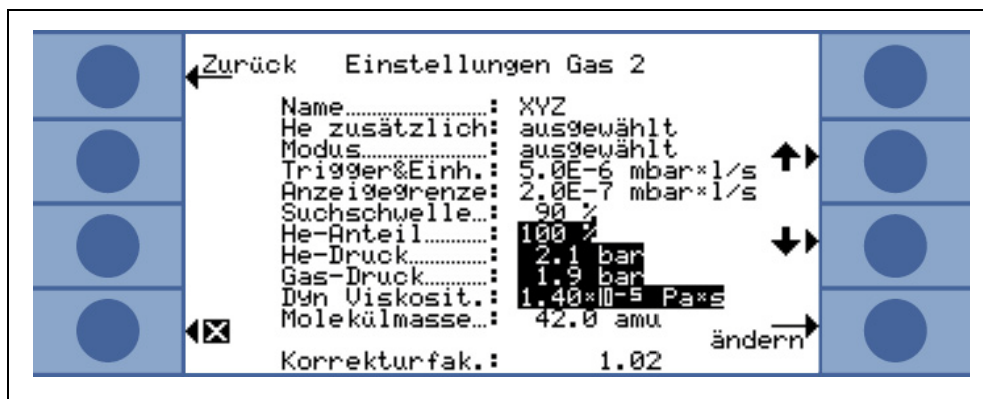 Zurück Einstellungen Gas 2
Name......................: XYZ
He zusätzlich: ausgewählt
Modus...................: ausgewählt
Trigger&Einh.: 5.0E-6 mbar×l/s
Anzeigegrenze: 2.0E-7 mbar×l/s
Suchschwelle...: 90 %
He-Anteil............: 100 %
He-Druck.............: 2.1 bar
Gas-Druck...........: 1.9 bar
Dyn Viskosit.: 1.40×10-5 Pa×s
Molekülmasse...: 42.0 amu
ändern
Korrekturfak.: 1.02